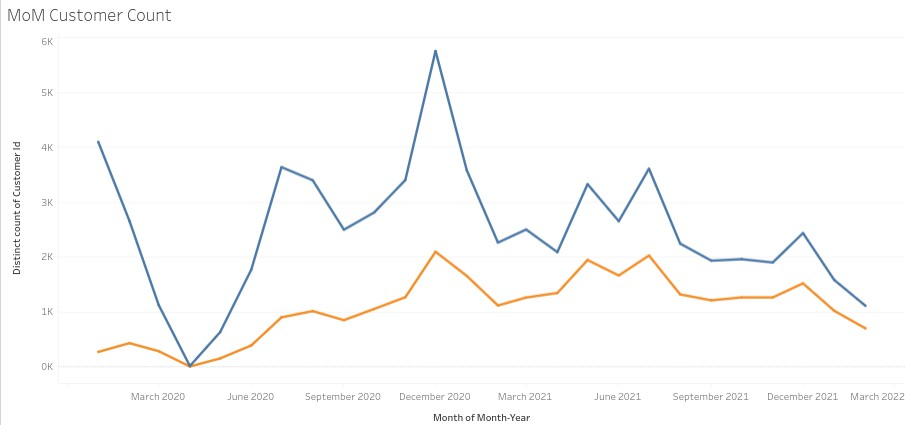 MoM Customer Count
6K
5K
4K
3K
2K
1K
0K
Distinct count of Customer Id
March 2020 June 2020 September 2020 December 2020 March 2021 June 2021 September 2021 December 2021 March 2022
Month of Month-Year